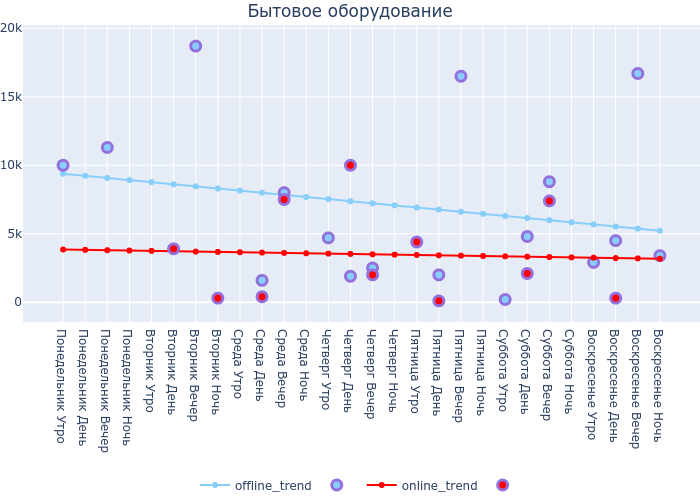 Бытовое оборудование
20k
15k
10k
5k
0
Понедельник Утро
Понедельник День
Понедельник Вечер
Понедельник Ночь
Вторник Утро
Вторник День
Вторник Вечер
Вторник Ночь
Среда Утро
Среда День
Среда Вечер
Среда Ночь
Четверг Утро
Четверг День
Четверг Вечер
Четверг Ночь
Пятница Утро
Пятница День
Пятница Вечер
Пятница Ночь
Суббота Утро
Суббота День
Суббота Вечер
Суббота Ночь
Воскресенье Утро
Воскресенье День
Воскресенье Вечер
Воскресенье Ночь
offline_trend
online_trend